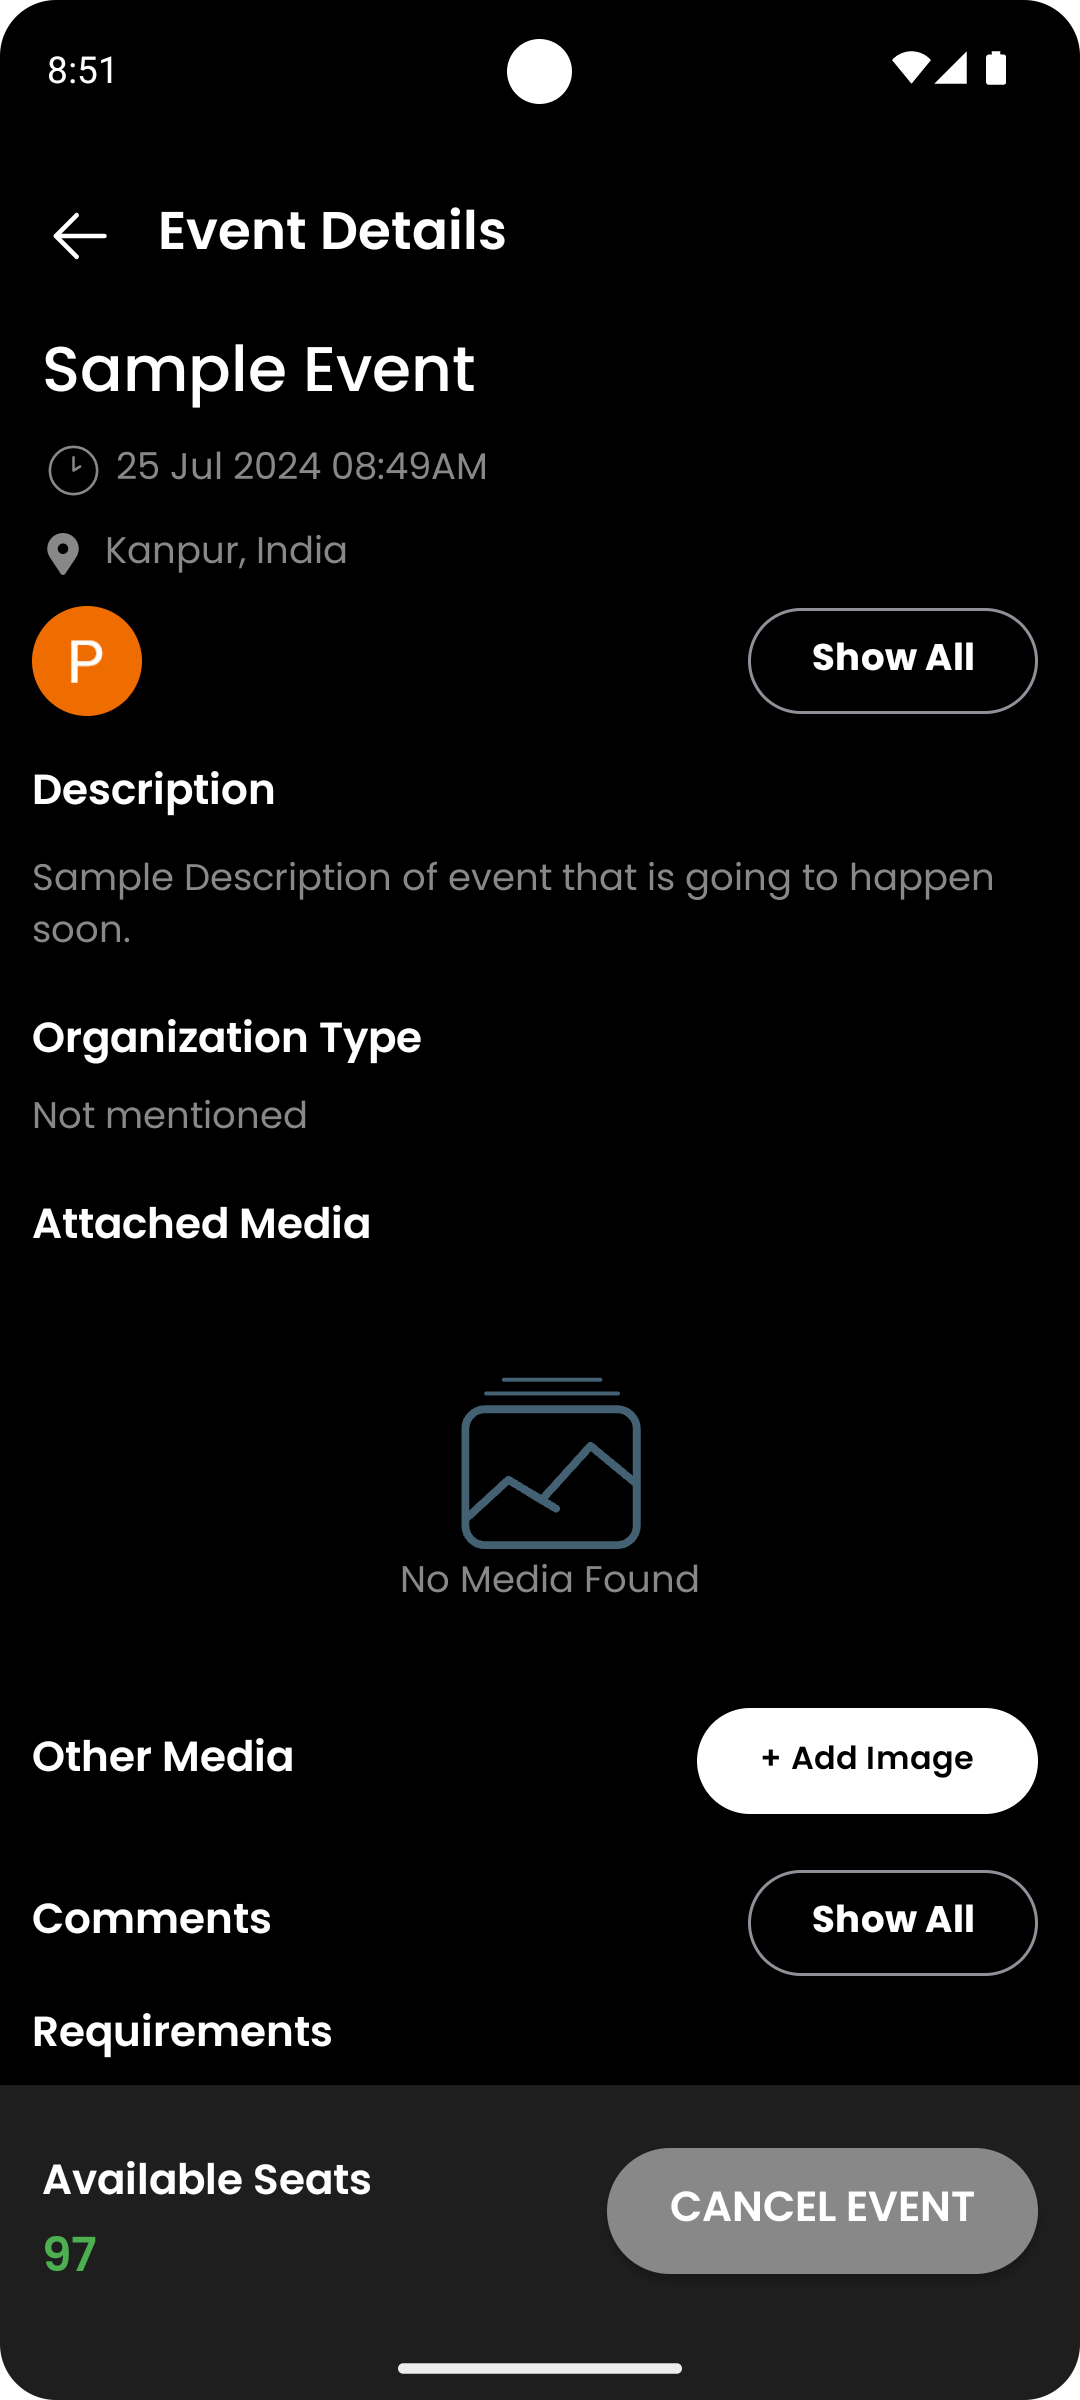 8:51
Event Details
Sample Event
25 Jul 2024 08:49AM
Kanpur, India
P
Show All
Description
Sample Description of event that is going to happen
soon.
Organization Type
Not mentioned
Attached Media
No Media Found
Other Media
+ Add Image
Comments
Show All
Requirements
Available Seats
CANCEL EVENT
97